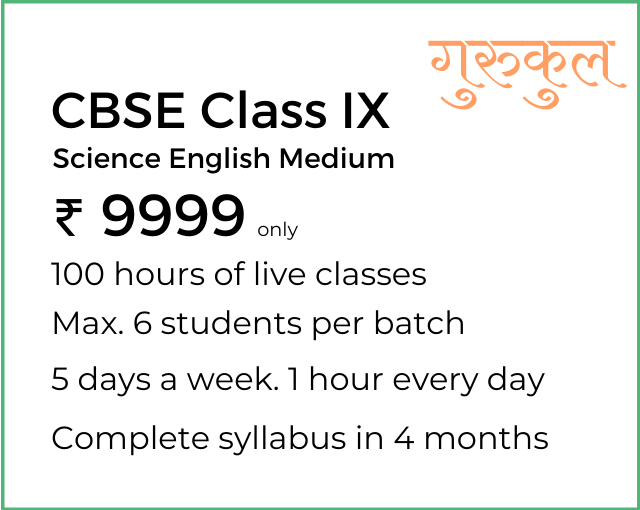 गुरुकुल
CBSE Class IX
Science English Medium
₹ 9999 only
100 hours of live classes
Max. 6 students per batch
5 days a week. 1 hour every day
Complete syllabus in 4 months